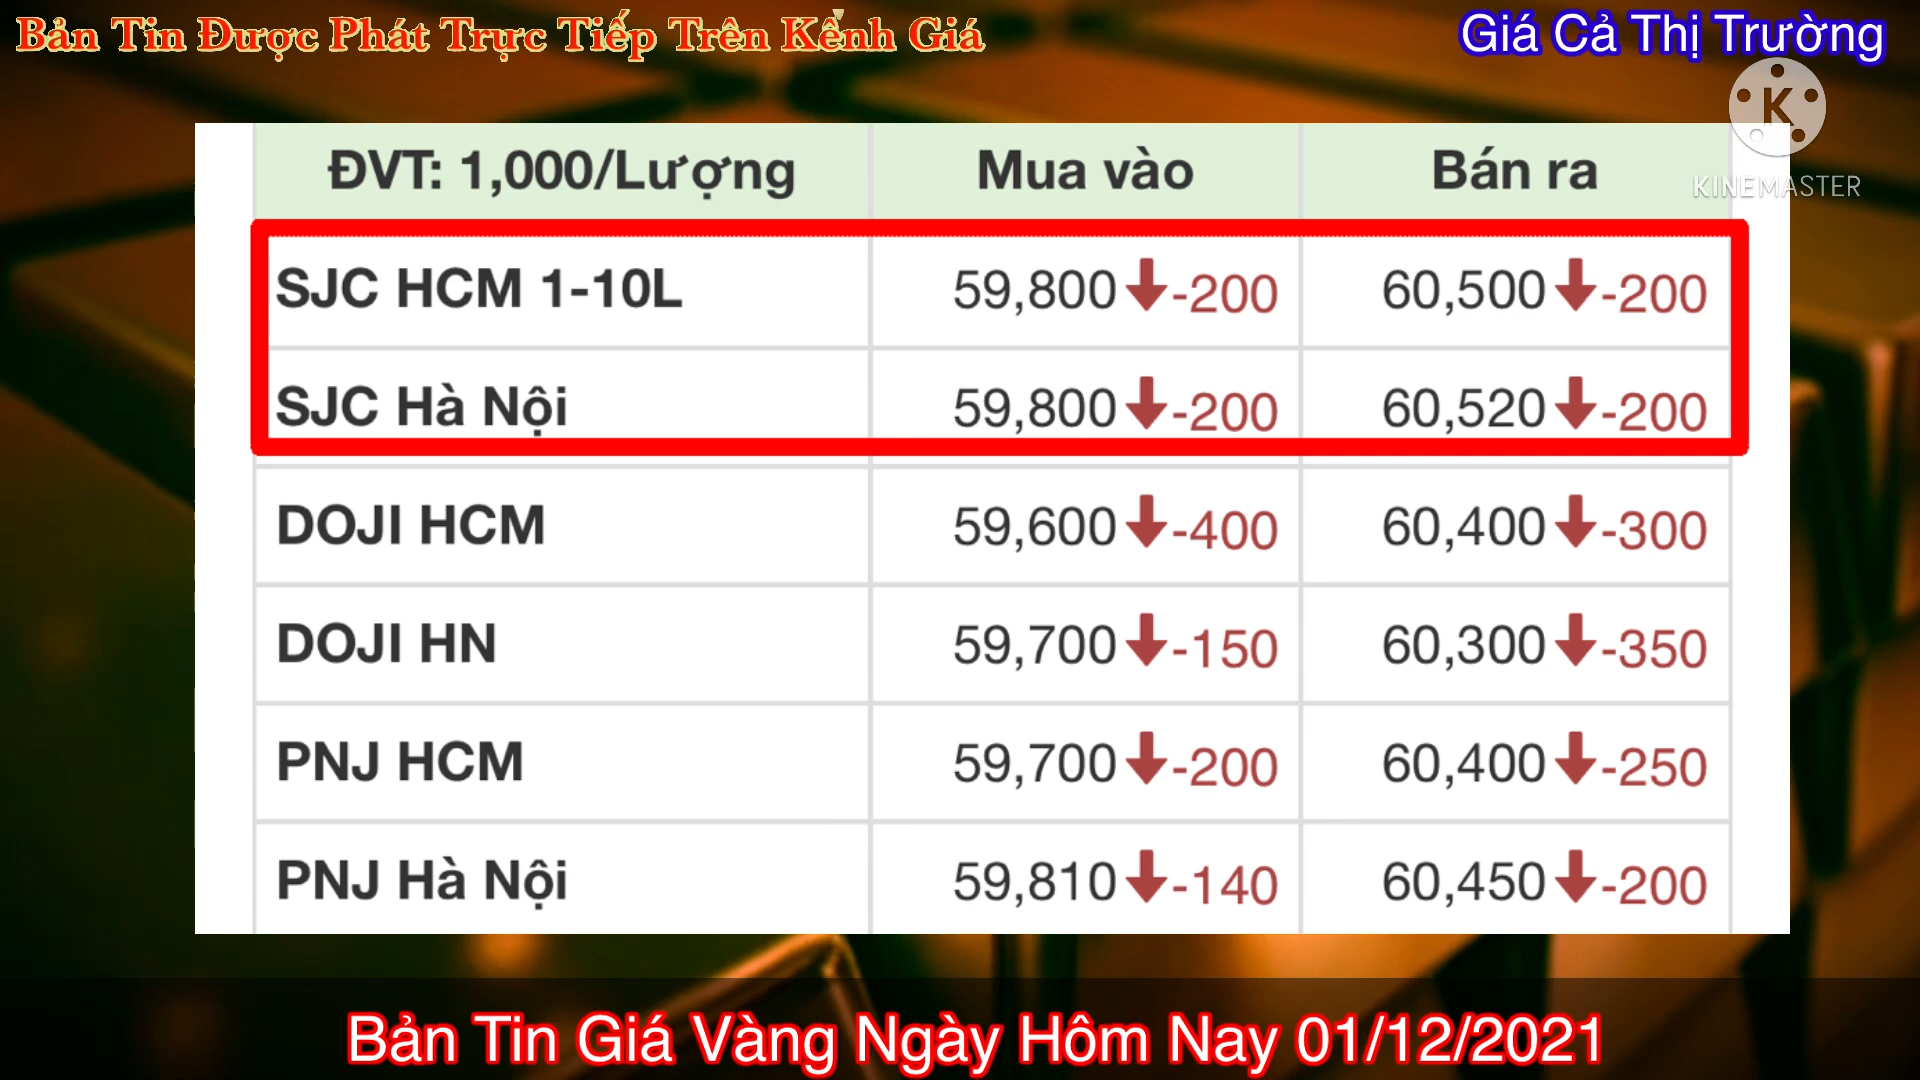 Bản Tin Được Phát Trực Tiếp Trên Kểnh Giá
Giá Cả Thị Trường
K
KINEMASTER
ĐVT: 1,000/Lượng Mua vào Bán ra
SJC HCM 1-10L 59,800 -200 60,500 -200
SJC Hà Nội 59,800 -200 60,520 -200
DOJI HCM 59,600 -400 60,400 -300
DOJI HN 59,700 -150 60,300 -350
PNJ HCM 59,700 -200 60,400 -250
PNJ Hà Nội 59,810 -140 60,450 -200
Bản Tin Giá Vàng Ngày Hôm Nay 01/12/2021